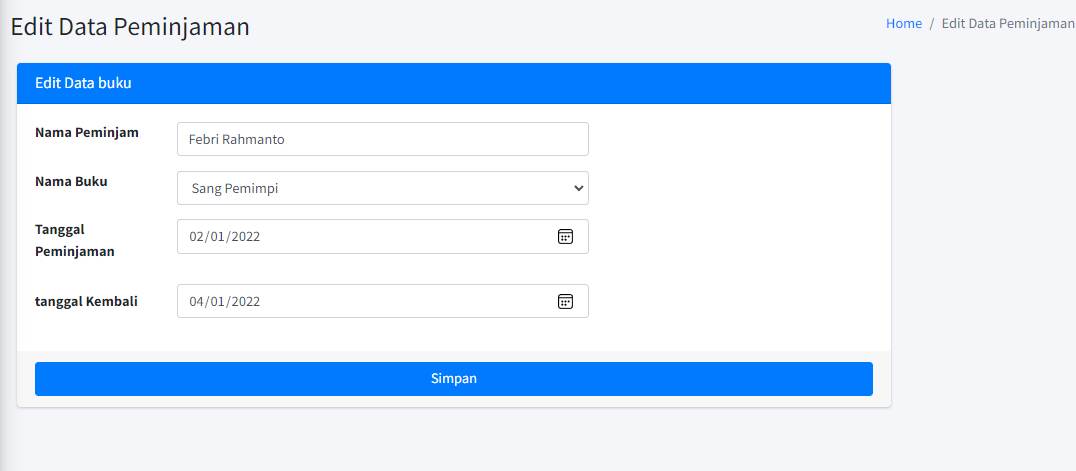 Edit Data Peminjaman
Home / Edit Data Peminjaman
Edit Data buku
Nama Peminjam
Febri Rahmanto
Nama Buku
Sang Pemimpi
Tanggal
Peminjaman
02/01/2022
tanggal Kembali
04/01/2022
Simpan